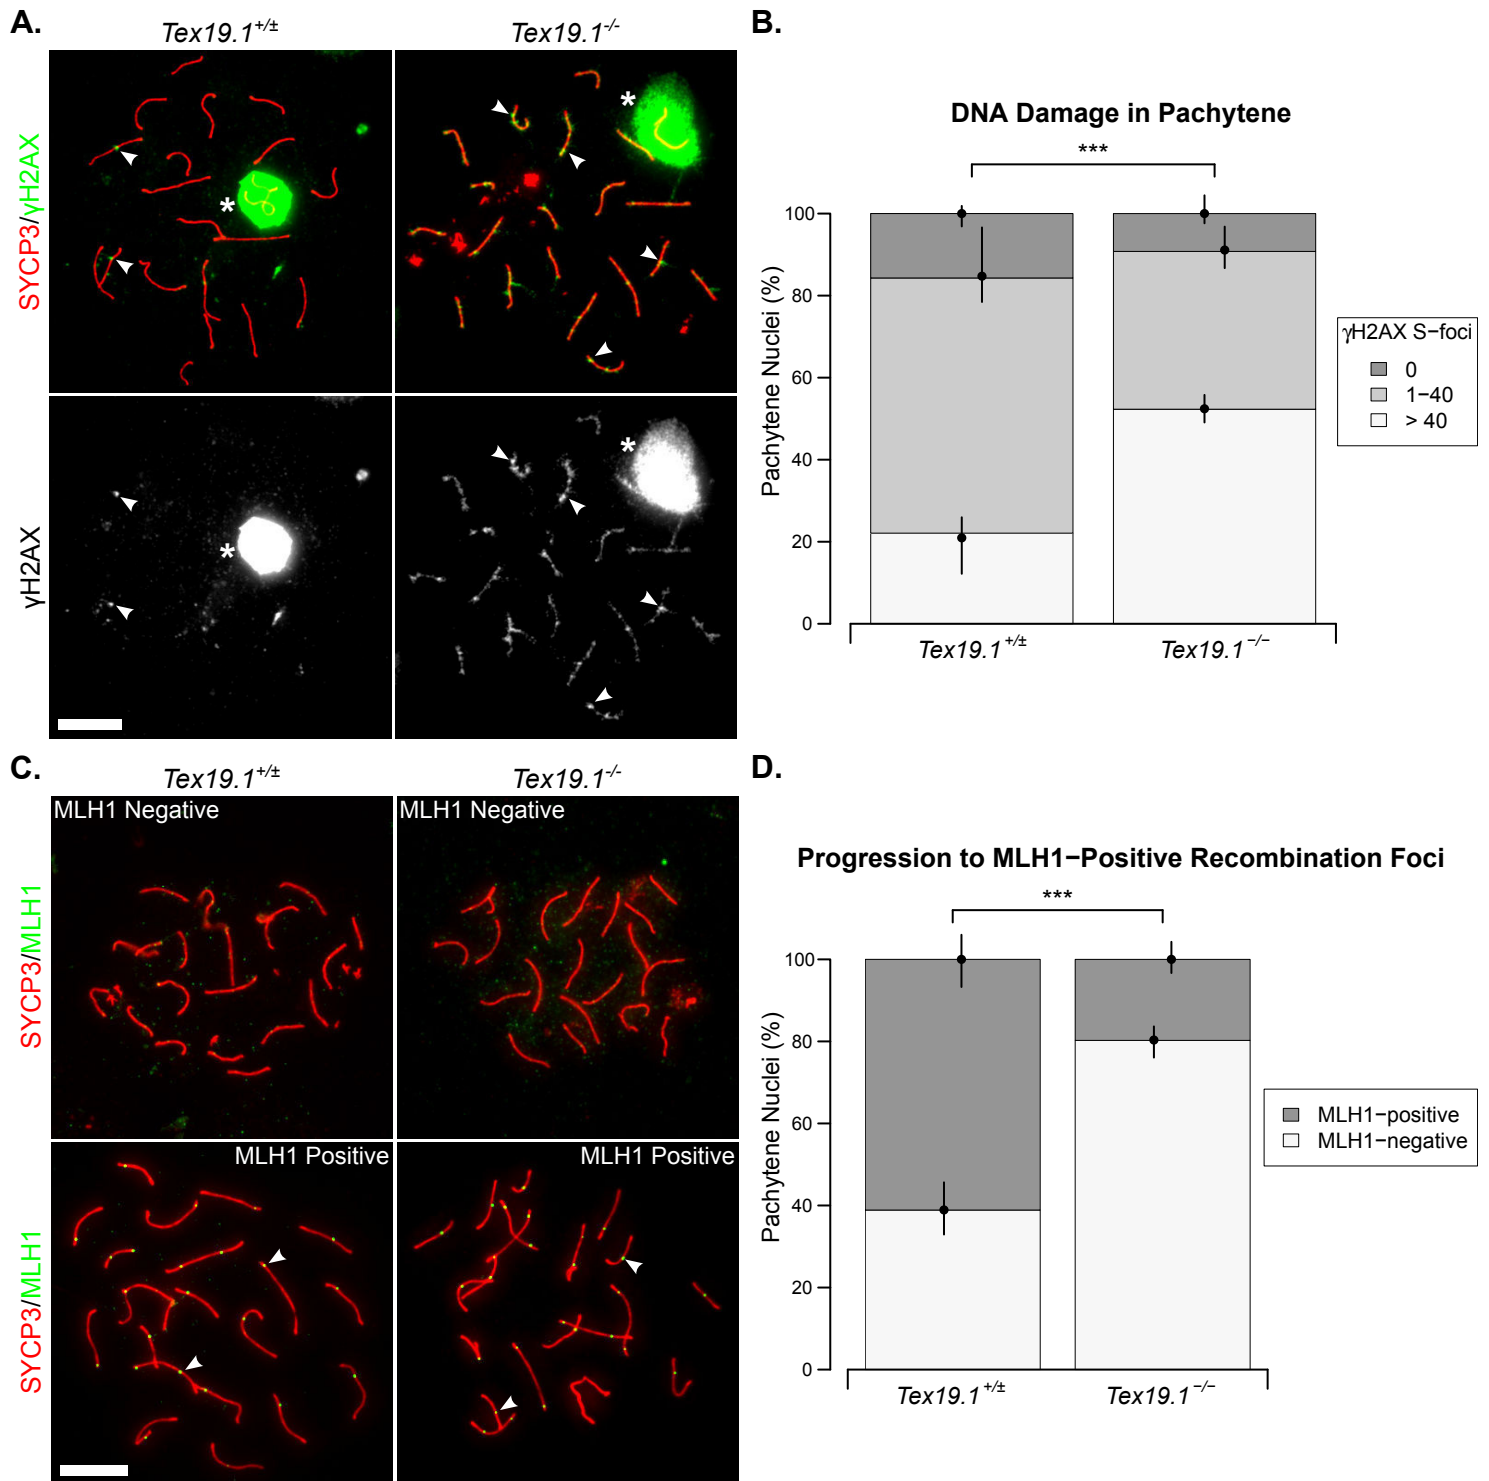 A.
Tex19.1+/±
Tex19.1-/-
SYCP3/γH2AX
*
*
γH2AX
*
*
B.
DNA Damage in Pachytene
***
Pachytene Nuclei (%)
100
80
60
40
20
0
Tex19.1+/±
Tex19.1−/−
γH2AX S−foci
0
1−40
> 40
C.
Tex19.1+/±
Tex19.1-/-
SYCP3/MLH1
MLH1 Negative
MLH1 Negative
SYCP3/MLH1
MLH1 Positive
MLH1 Positive
D.
Progression to MLH1−Positive Recombination Foci
***
Pachytene Nuclei (%)
100
80
60
40
20
0
Tex19.1+/±
Tex19.1−/−
MLH1−positive
MLH1−negative